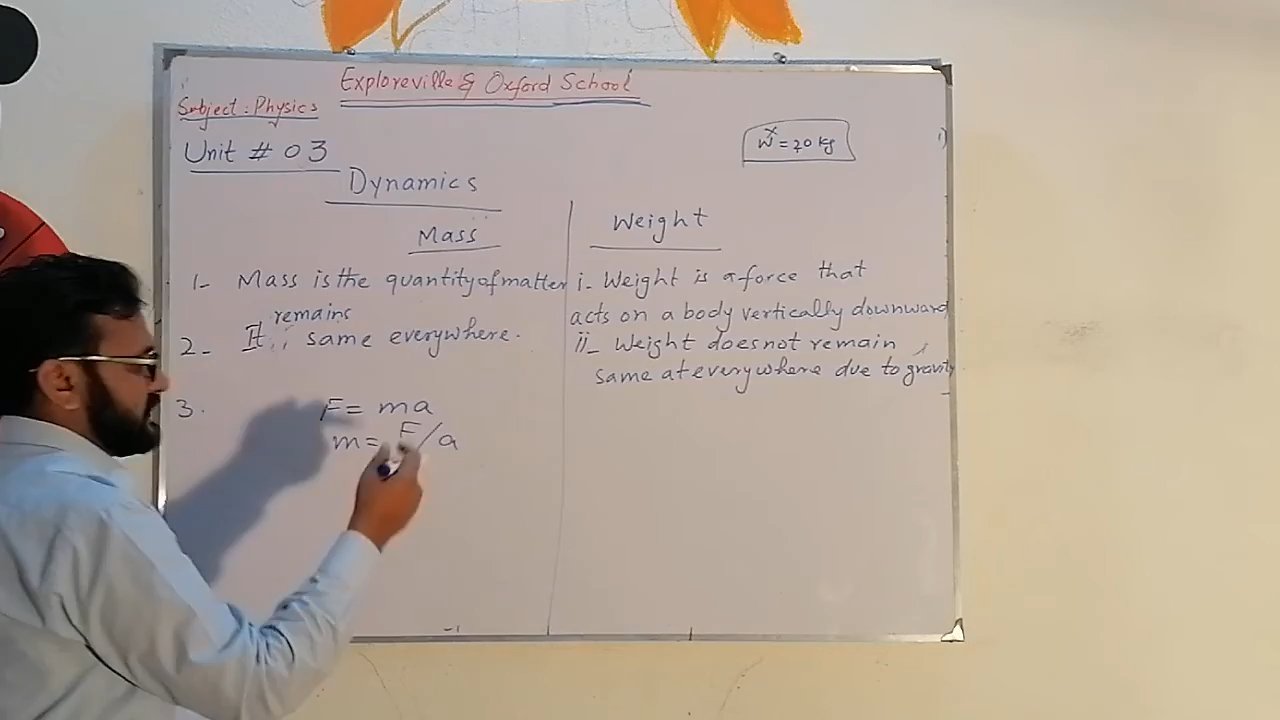 Exploreville & Oxford School
Subject: Physics
Unit # 03
W = 20 kg
i)
Dynamics
Mass
1- Mass is the quantity of matter
remains
2- It same everywhere.
3.
F = ma
m = F/a
Weight
i- Weight is a force that
acts on a body vertically downward
ii- Weight does not remain
same at everywhere due to gravity